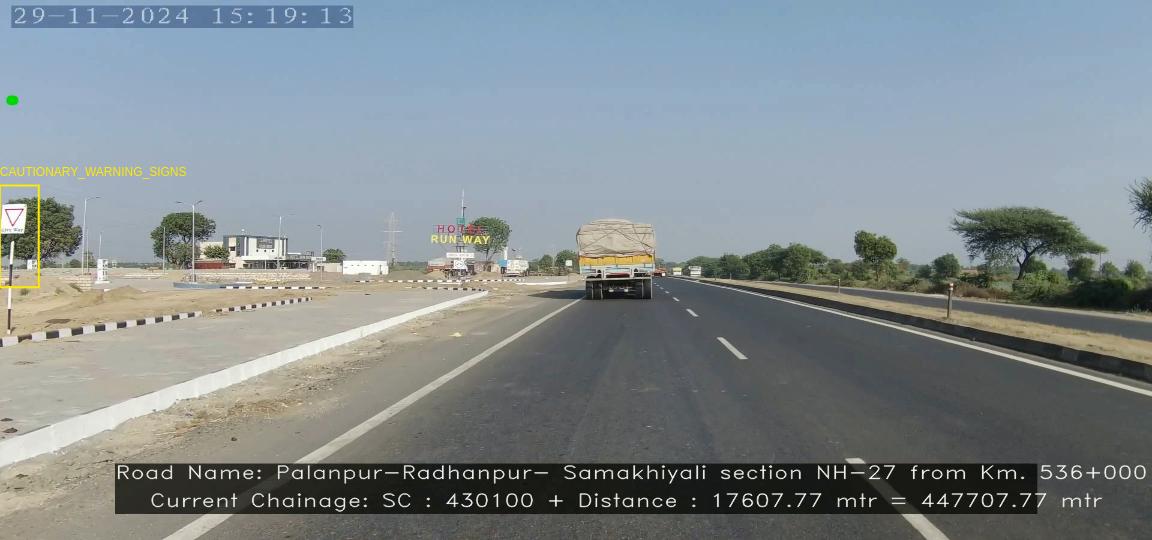 29-11-2024 15:19:13
CAUTIONARY_WARNING_SIGNS
HOTEL
RUN WAY
Road Name: Palanpur-Radhanpur- Samakhiyali section NH-27 from Km. 536+000
Current Chainage: SC : 430100 + Distance : 17607.77 mtr = 447707.77 mtr